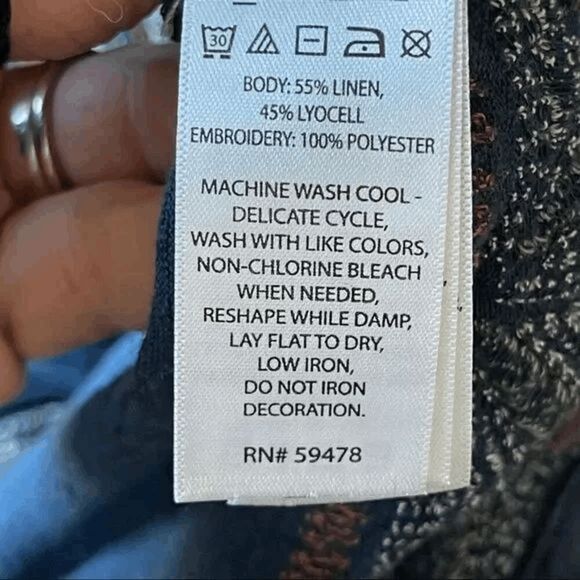 30
BODY: 55% LINEN,
45% LYOCELL
EMBROIDERY: 100% POLYESTER
MACHINE WASH COOL -
DELICATE CYCLE,
WASH WITH LIKE COLORS,
NON-CHLORINE BLEACH
WHEN NEEDED,
RESHAPE WHILE DAMP,
LAY FLAT TO DRY,
LOW IRON,
DO NOT IRON
DECORATION.
RN# 59478